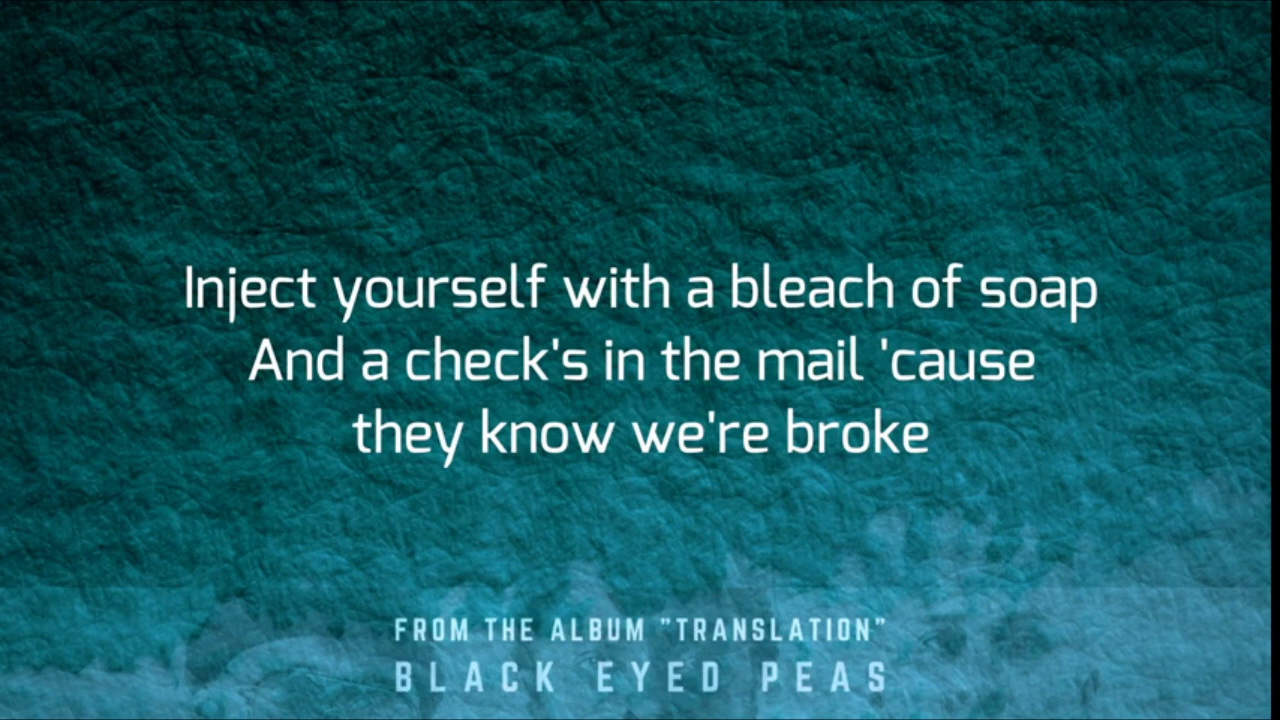 Inject yourself with a bleach of soap
And a check's in the mail 'cause
they know we're broke
FROM THE ALBUM "TRANSLATION"
BLACK EYED PEAS